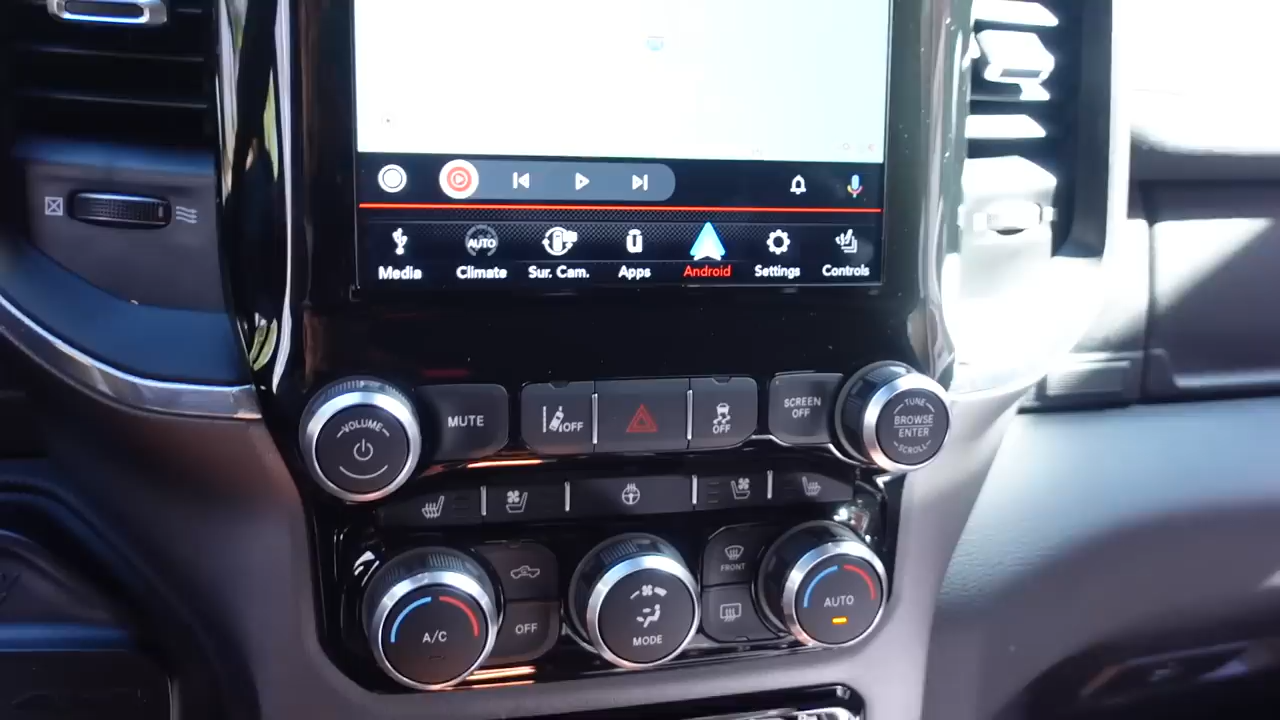 AUTO
Media
Climate
Sur. Cam.
Apps
Android
Settings
Controls
VOLUME
MUTE
OFF
OFF
SCREEN
OFF
TUNE
BROWSE
ENTER
SCROLL
FRONT
A/C
OFF
MODE
AUTO